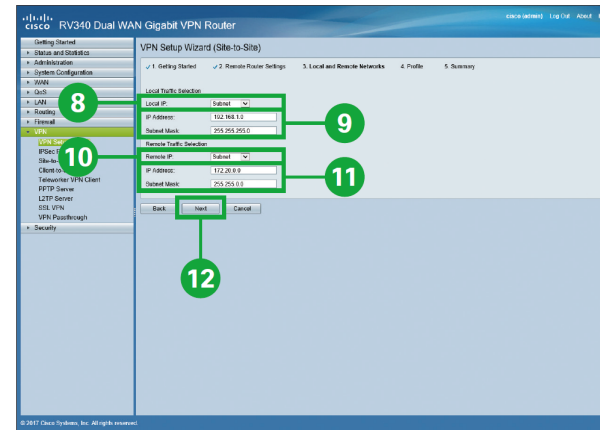 cisco RV340 Dual WAN Gigabit VPN Router
cisco (admin) Log Out About
Getting Started
Status and Statistics
Administration
System Configuration
WAN
QoS
LAN
Routing
Firewall
VPN
VPN
IPSec
Client-to-
Teleworker VPN Client
PPTP Server
L2TP Server
SSL VPN
VPN Passthrough
Security
VPN Setup Wizard (Site-to-Site)
✓ 1. Getting Started ✓ 2. Remote Router Settings 3. Local and Remote Networks 4. Profile 5. Summary
Local Traffic Selection
Local IP: Subnet
IP Address: 192.168.1.0
Subnet Mask: 255.255.255.0
Remote Traffic Selection
Remote IP: Subnet
IP Address: 172.20.0.0
Subnet Mask: 255.255.0.0
Back Next Cancel
8
9
10
11
12
© 2017 Cisco Systems, Inc. All rights reserved.